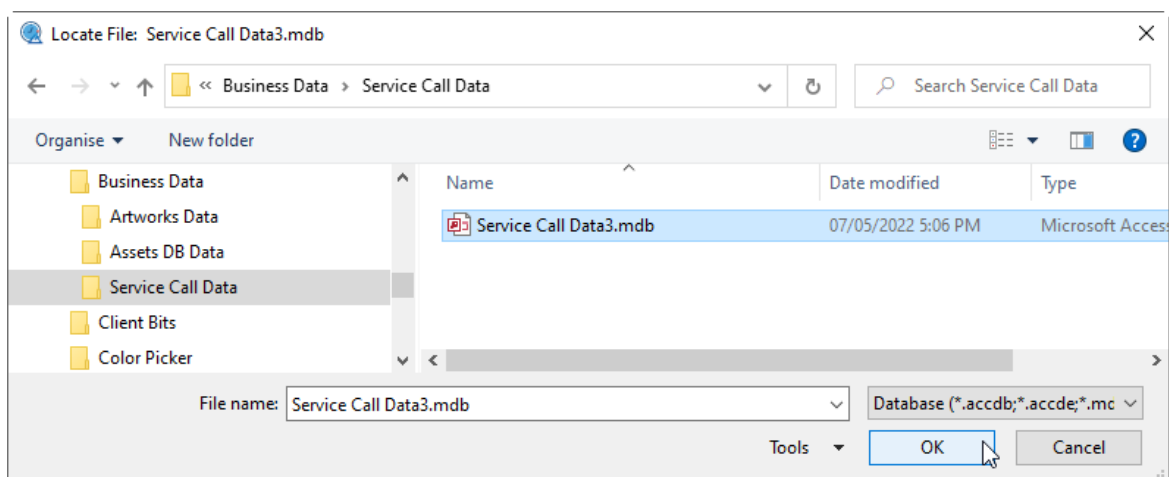 Locate File: Service Call Data3.mdb
« Business Data › Service Call Data
Search Service Call Data
Organise
New folder
Business Data
Artworks Data
Assets DB Data
Service Call Data
Client Bits
Color Picker
Name Date modified Type
Service Call Data3.mdb 07/05/2022 5:06 PM Microsoft Acces
File name: Service Call Data3.mdb
Database (*.accdb;*.accde;*.mc
Tools OK Cancel